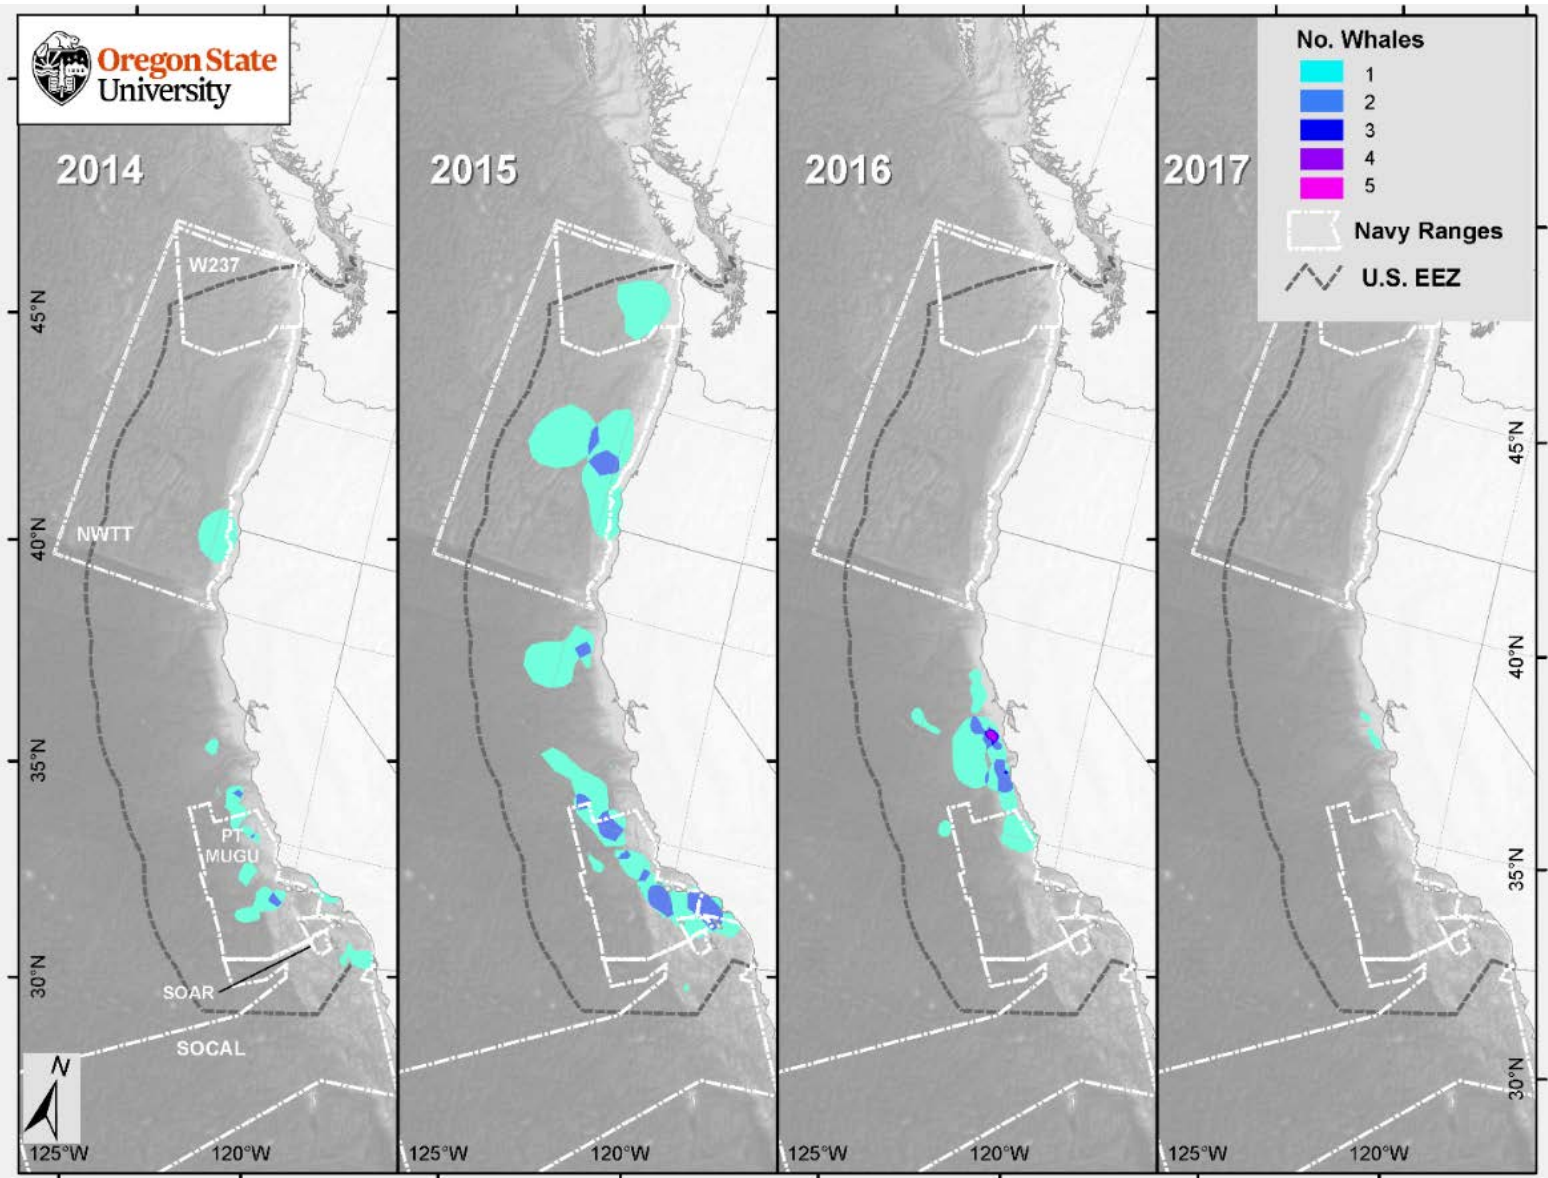 Oregon State
University
2014
2015
2016
2017
No. Whales
1
2
3
4
5
Navy Ranges
U.S. EEZ
W237
NWTT
PT
MUGU
SOAR
SOCAL
N
45°N
40°N
35°N
30°N
45°N
40°N
35°N
30°N
125°W
120°W
125°W
120°W
125°W
120°W
125°W
120°W